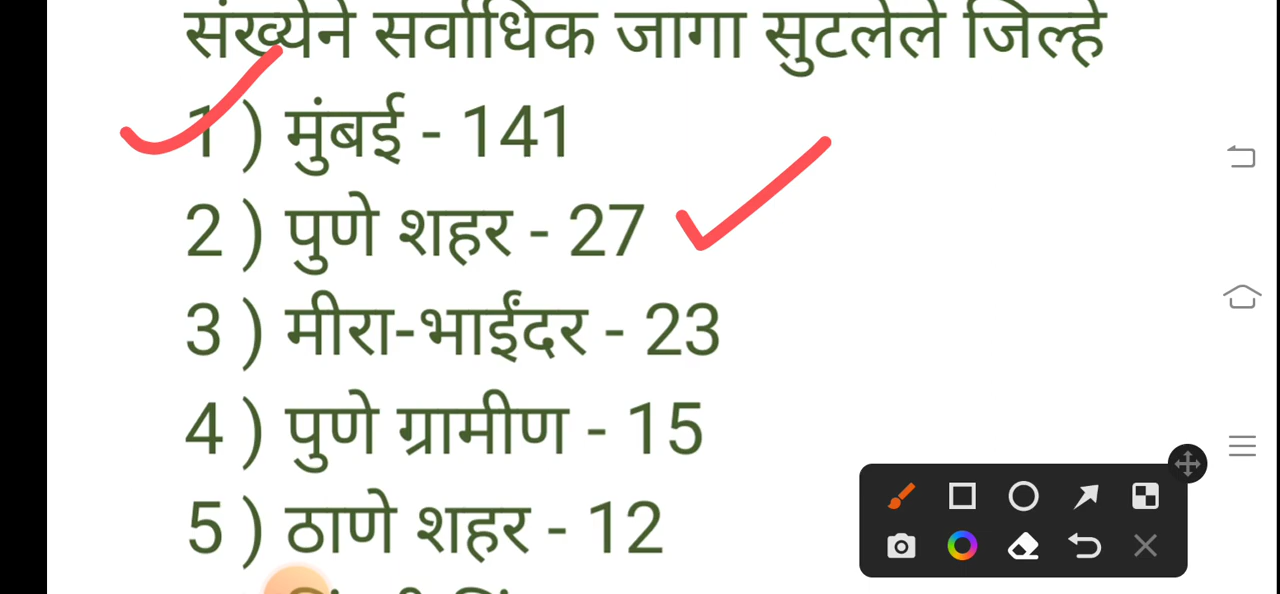 संख्येने सर्वाधिक जागा सुटलेले जिल्हे
1 ) मुंबई - 141
2 ) पुणे शहर - 27
3 ) मीरा-भाईंदर - 23
4 ) पुणे ग्रामीण - 15
5 ) ठाणे शहर - 12